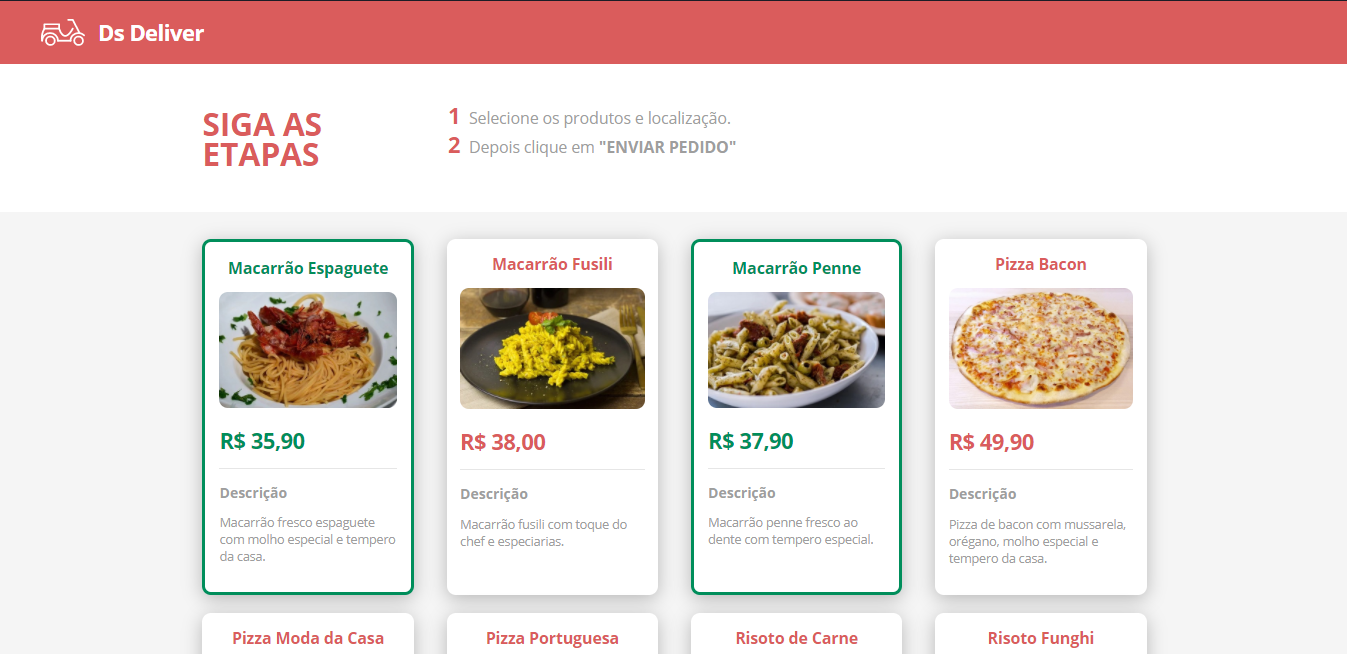 Ds Deliver
SIGA AS
ETAPAS
1 Selecione os produtos e localização.
2 Depois clique em "ENVIAR PEDIDO"
Macarrão Espaguete
R$ 35,90
Descrição
Macarrão fresco espaguete
com molho especial e tempero
da casa.
Macarrão Fusili
R$ 38,00
Descrição
Macarrão fusili com toque do
chef e especiarias.
Macarrão Penne
R$ 37,90
Descrição
Macarrão penne fresco ao
dente com tempero especial.
Pizza Bacon
R$ 49,90
Descrição
Pizza de bacon com mussarela,
orégano, molho especial e
tempero da casa.
Pizza Moda da Casa
Pizza Portuguesa
Risoto de Carne
Risoto Funghi